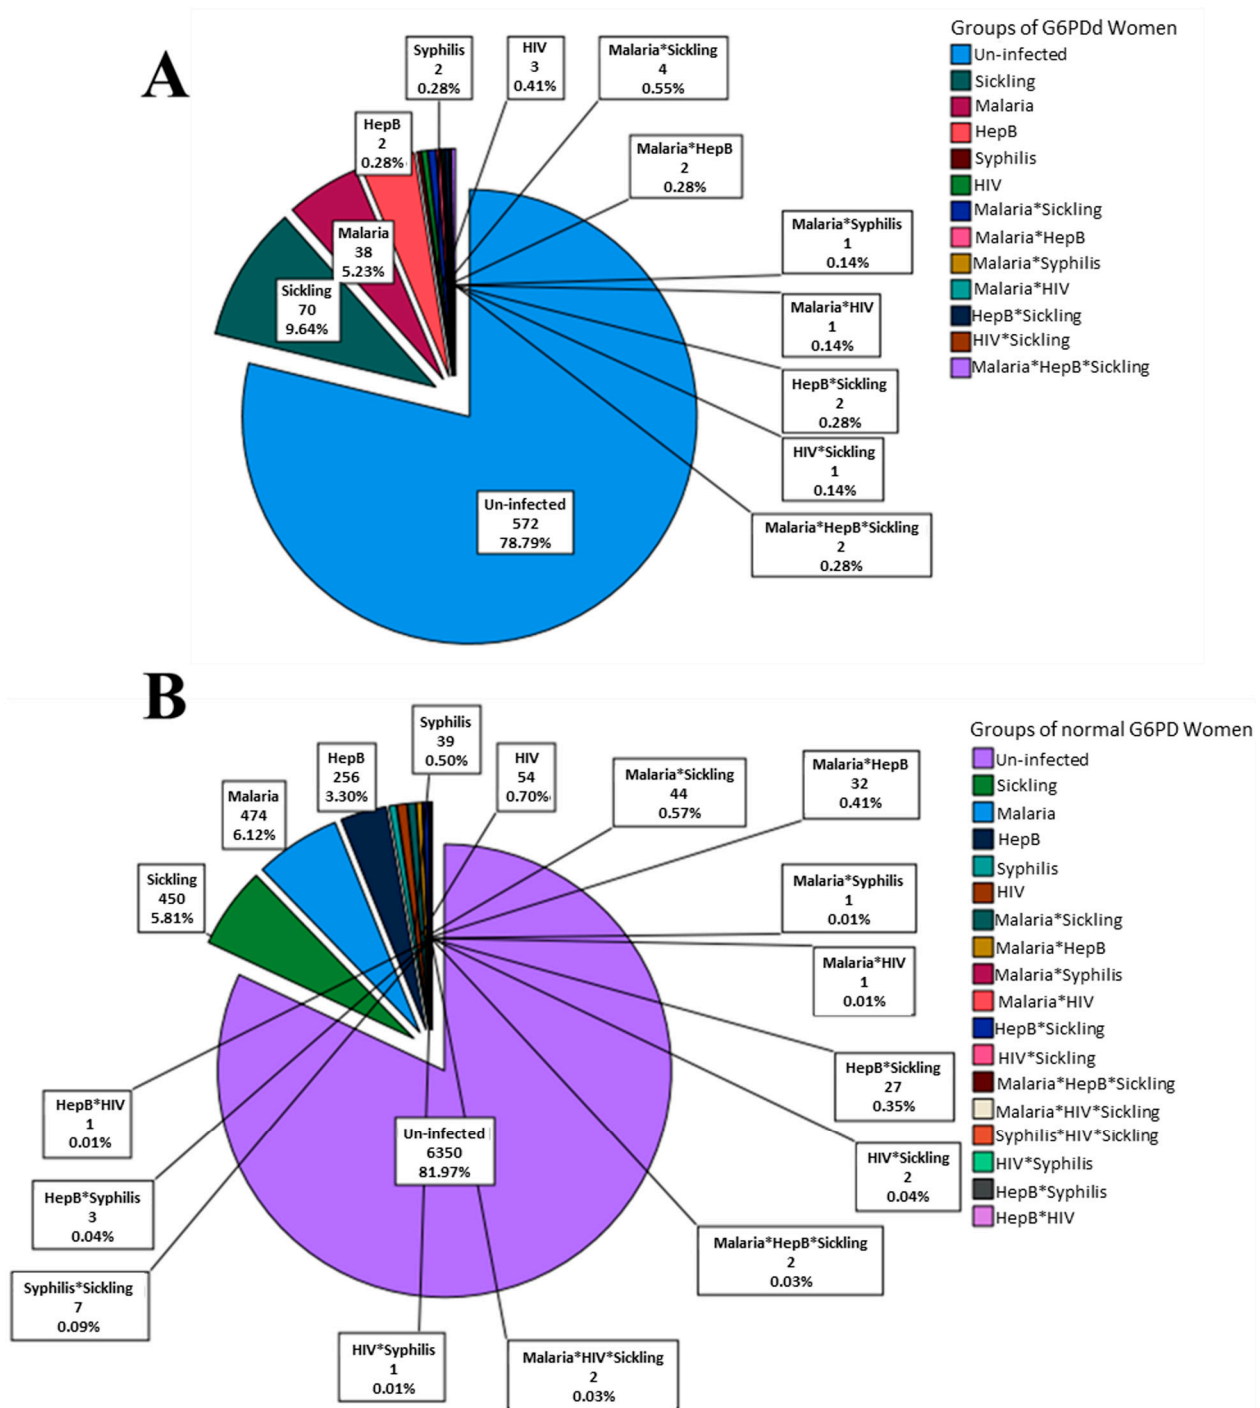 A
Groups of G6PDd Women
Un-infected
Sickling
Malaria
HepB
Syphilis
HIV
Malaria*Sickling
Malaria*HepB
Malaria*Syphilis
Malaria*HIV
HepB*Sickling
HIV*Sickling
Malaria*HepB*Sickling
Syphilis
2
0.28%
HIV
3
0.41%
Malaria*Sickling
4
0.55%
HepB
2
0.28%
Malaria*HepB
2
0.28%
Malaria
38
5.23%
Malaria*Syphilis
1
0.14%
Sickling
70
9.64%
Malaria*HIV
1
0.14%
HepB*Sickling
2
0.28%
HIV*Sickling
1
0.14%
Un-infected
572
78.79%
Malaria*HepB*Sickling
2
0.28%
B
Groups of normal G6PD Women
Un-infected
Sickling
Malaria
HepB
Syphilis
HIV
Malaria*Sickling
Malaria*HepB
Malaria*Syphilis
Malaria*HIV
HepB*Sickling
HIV*Sickling
Malaria*HepB*Sickling
Malaria*HIV*Sickling
Syphilis*HIV*Sickling
HIV*Syphilis
HepB*Syphilis
HepB*HIV
Syphilis
39
0.50%
HepB
256
3.30%
HIV
54
0.70%
Malaria*Sickling
44
0.57%
Malaria*HepB
32
0.41%
Malaria
474
6.12%
Sickling
450
5.81%
Malaria*Syphilis
1
0.01%
Malaria*HIV
1
0.01%
HepB*Sickling
27
0.35%
HepB*HIV
1
0.01%
Un-infected
6350
81.97%
HIV*Sickling
2
0.04%
HepB*Syphilis
3
0.04%
Malaria*HepB*Sickling
2
0.03%
Syphilis*Sickling
7
0.09%
HIV*Syphilis
1
0.01%
Malaria*HIV*Sickling
2
0.03%